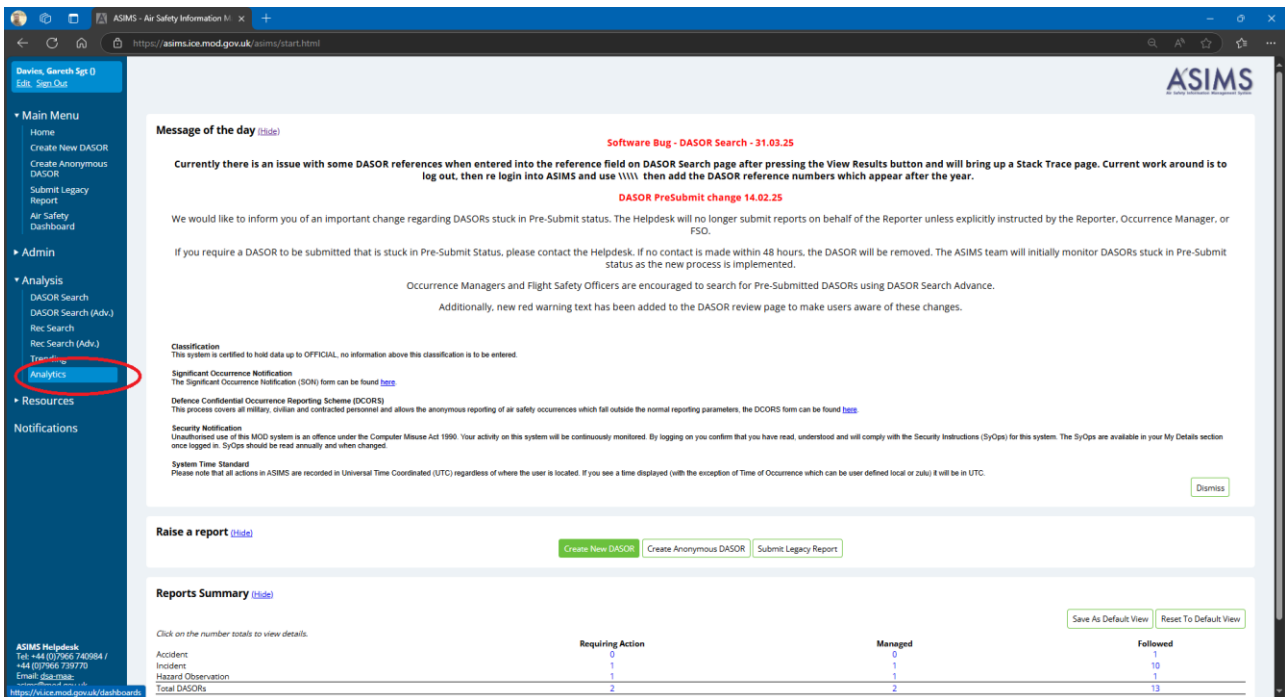 ASIMS - Air Safety Information M
https://asims.ice.mod.gov.uk/asims/start.html
Davies, Gareth Sgt ()
Edit Sign Out
Main Menu
Home
Create New DASOR
Create Anonymous
DASOR
Submit Legacy
Report
Air Safety
Dashboard
Admin
Analysis
DASOR Search
DASOR Search (Adv.)
Rec Search
Rec Search (Adv.)
Trending
Analytics
Resources
Notifications
ASIMS Helpdesk
Tel: +44 (0)7966 740984 /
+44 (0)7966 739770
Email: dsa-maa-
https://vi.ice.mod.gov.uk/dashboards
ASIMS
Air Safety Information Management System
Message of the day (Hide)
Software Bug - DASOR Search - 31.03.25
Currently there is an issue with some DASOR references when entered into the reference field on DASOR Search page after pressing the View Results button and will bring up a Stack Trace page. Current work around is to
log out, then re login into ASIMS and use \\\\\ then add the DASOR reference numbers which appear after the year.
DASOR PreSubmit change 14.02.25
We would like to inform you of an important change regarding DASORs stuck in Pre-Submit status. The Helpdesk will no longer submit reports on behalf of the Reporter unless explicitly instructed by the Reporter, Occurrence Manager, or
FSO.
If you require a DASOR to be submitted that is stuck in Pre-Submit Status, please contact the Helpdesk. If no contact is made within 48 hours, the DASOR will be removed. The ASIMS team will initially monitor DASORs stuck in Pre-Submit
status as the new process is implemented.
Occurrence Managers and Flight Safety Officers are encouraged to search for Pre-Submitted DASORs using DASOR Search Advance.
Additionally, new red warning text has been added to the DASOR review page to make users aware of these changes.
Classification
This system is certified to hold data up to OFFICIAL, no information above this classification is to be entered.
Significant Occurrence Notification
The Significant Occurrence Notification (SON) form can be found here.
Defence Confidential Occurrence Reporting Scheme (DCORS)
This process covers all military, civilian and contracted personnel and allows the anonymous reporting of air safety occurrences which fall outside the normal reporting parameters, the DCORS form can be found here.
Security Notification
Unauthorised use of this MOD system is an offence under the Computer Misuse Act 1990. Your activity on this system will be continuously monitored. By logging on you confirm that you have read, understood and will comply with the Security Instructions (SyOps) for this system. The SyOps are available in your My Details section
once logged in. SyOps should be read annually and when changed.
System Time Standard
Please note that all actions in ASIMS are recorded in Universal Time Coordinated (UTC) regardless of where the user is located. If you see a time displayed (with the exception of Time of Occurrence which can be user defined local or zulu) it will be in UTC.
Dismiss
Raise a report (Hide)
Create New DASOR Create Anonymous DASOR Submit Legacy Report
Reports Summary (Hide)
Save As Default View Reset To Default View
Click on the number totals to view details.
Requiring Action Managed Followed
Accident 0 0 1
Incident 1 1 10
Hazard Observation 1 1 1
Total DASORs 2 2 13